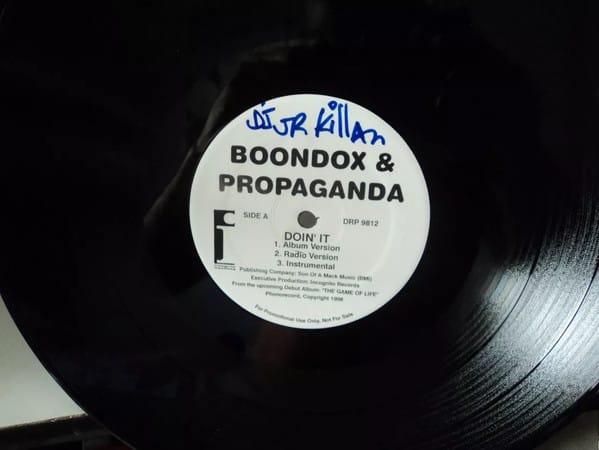 DJ JR Killah
BOONDOX &
PROPAGANDA
SIDE A
DRP 9812
DOIN' IT
1. Album Version
2. Radio Version
3. Instrumental
Publishing Company: Son Of A Mack Music (BMI)
Executive Production: Incognito Records
From the upcoming Debut Album: "THE GAME OF LIFE"
Phonorecord, Copyright 1998
For Promotional Use Only, Not For Sale